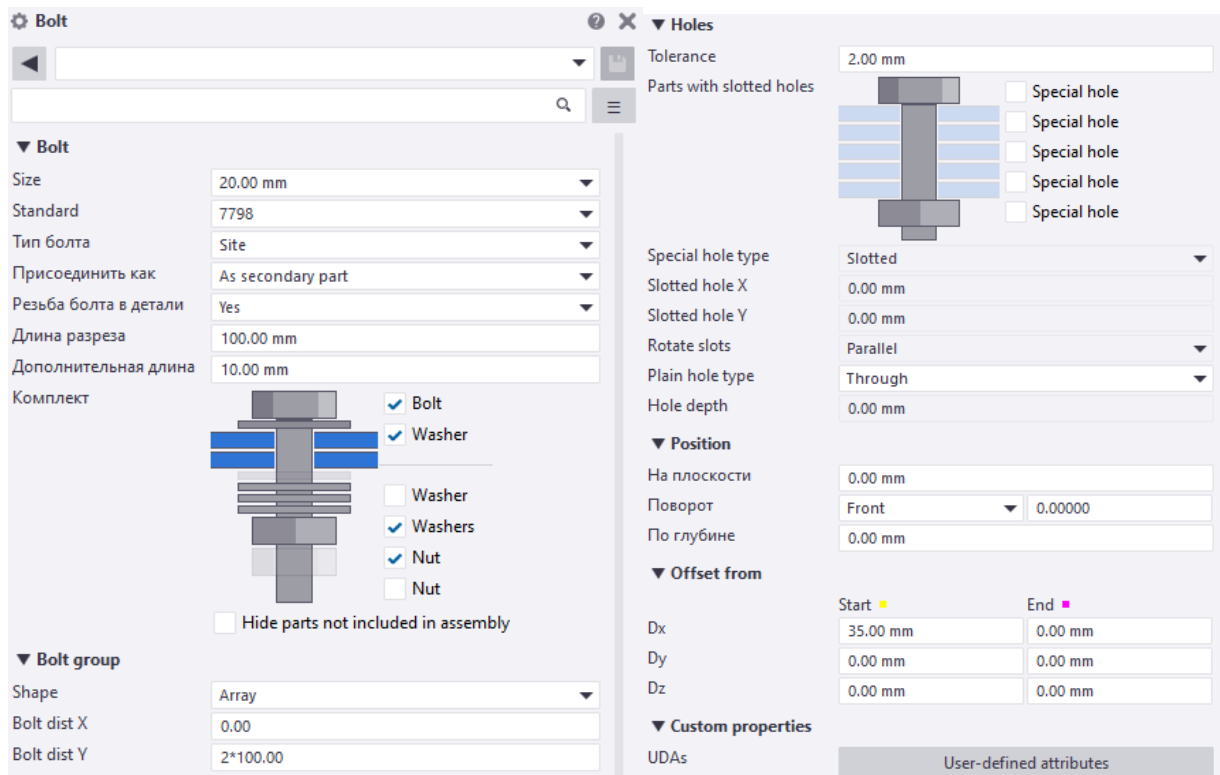 Bolt
Bolt
Size 20.00 mm
Standard 7798
Тип болта Site
Присоединить как As secondary part
Резьба болта в детали Yes
Длина разреза 100.00 mm
Дополнительная длина 10.00 mm
Комплект
Bolt
Washer
Washer
Washers
Nut
Nut
Hide parts not included in assembly
Bolt group
Shape Array
Bolt dist X 0.00
Bolt dist Y 2*100.00
Holes
Tolerance 2.00 mm
Parts with slotted holes
Special hole
Special hole
Special hole
Special hole
Special hole
Special hole type Slotted
Slotted hole X 0.00 mm
Slotted hole Y 0.00 mm
Rotate slots Parallel
Plain hole type Through
Hole depth 0.00 mm
Position
На плоскости 0.00 mm
Поворот Front 0.00000
По глубине 0.00 mm
Offset from
Start End
Dx 35.00 mm 0.00 mm
Dy 0.00 mm 0.00 mm
Dz 0.00 mm 0.00 mm
Custom properties
UDAs User-defined attributes